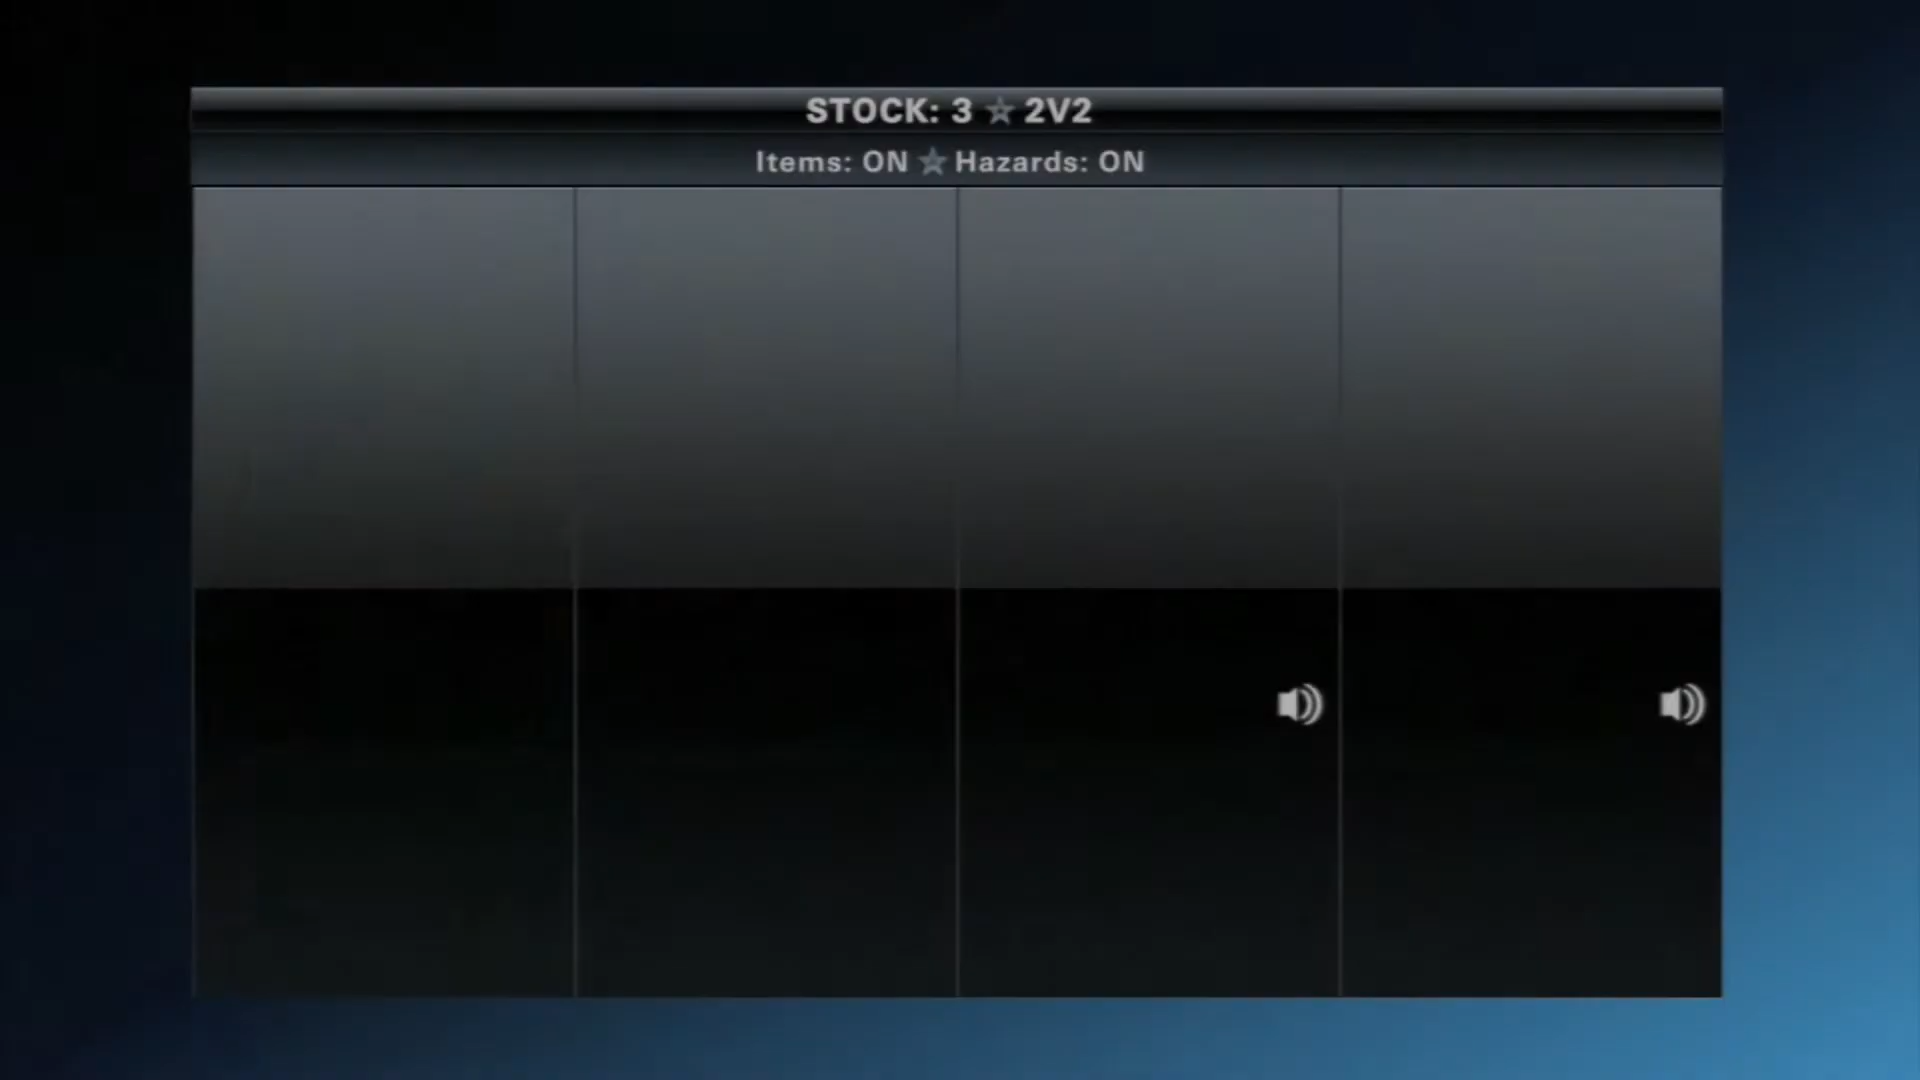 STOCK: 3 ☆ 2V2
Items: ON ★ Hazards: ON